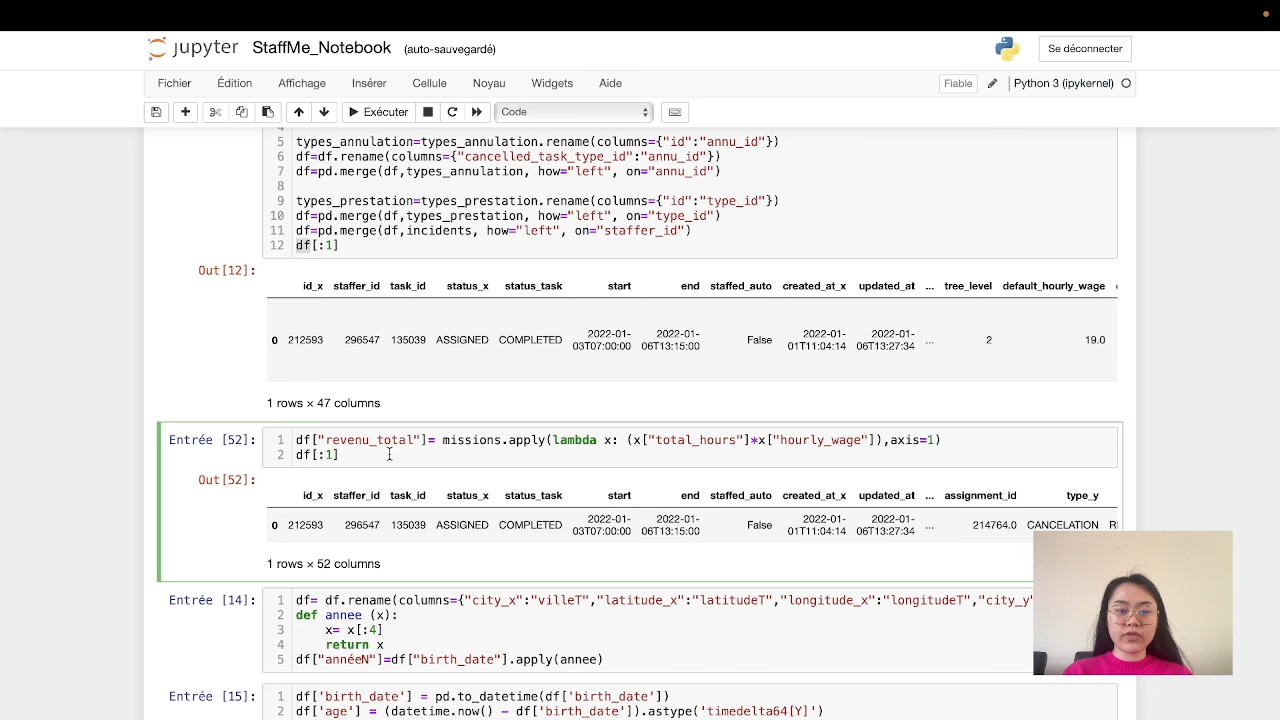 jupyter StaffMe_Notebook (auto-sauvegardé) Se déconnecter
Fichier Édition Affichage Insérer Cellule Noyau Widgets Aide Fiable Python 3 (ipykernel)
Exécuter Code
5 types_annulation=types_annulation.rename(columns={"id":"annu_id"})
6 df=df.rename(columns={"cancelled_task_type_id":"annu_id"})
7 df=pd.merge(df,types_annulation, how="left", on="annu_id")
8
9 types_prestation=types_prestation.rename(columns={"id":"type_id"})
10 df=pd.merge(df,types_prestation, how="left", on="type_id")
11 df=pd.merge(df,incidents, how="left", on="staffer_id")
12 df[:1]
Out[12]:
id_x staffer_id task_id status_x status_task start end staffed_auto created_at_x updated_at ... tree_level default_hourly_wage
0 212593 296547 135039 ASSIGNED COMPLETED 2022-01-03T07:00:00 2022-01-06T13:15:00 False 2022-01-01T11:04:14 2022-01-06T13:27:34 ... 2 19.0
1 rows × 47 columns
Entrée [52]: 1 df["revenu_total"]= missions.apply(lambda x: (x["total_hours"]*x["hourly_wage"]),axis=1)
2 df[:1]
Out[52]:
id_x staffer_id task_id status_x status_task start end staffed_auto created_at_x updated_at ... assignment_id type_y
0 212593 296547 135039 ASSIGNED COMPLETED 2022-01-03T07:00:00 2022-01-06T13:15:00 False 2022-01-01T11:04:14 2022-01-06T13:27:34 ... 214764.0 CANCELATION
1 rows × 52 columns
Entrée [14]: 1 df= df.rename(columns={"city_x":"villeT","latitude_x":"latitudeT","longitude_x":"longitudeT","city_y"
2 def annee (x):
3 x= x[:4]
4 return x
5 df["annéeN"]=df["birth_date"].apply(annee)
Entrée [15]: 1 df['birth_date'] = pd.to_datetime(df['birth_date'])
2 df['age'] = (datetime.now() - df['birth_date']).astype('timedelta64[Y]')